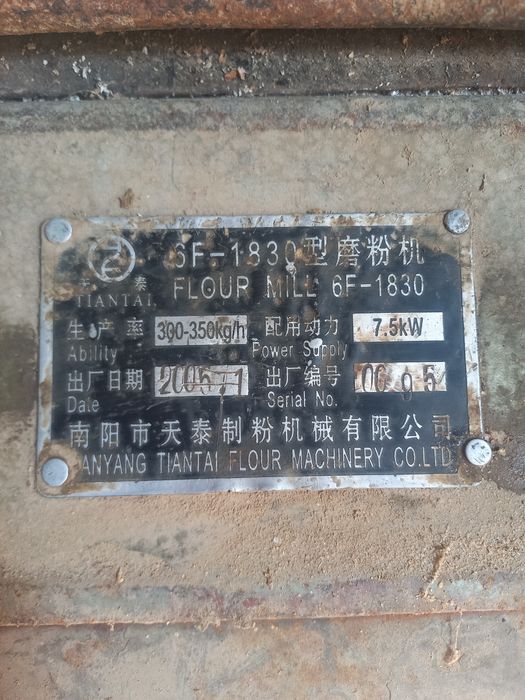 天 泰
TIANTAI
6F-1830型磨粉机
FLOUR MILL 6F-1830
生 产 率 300-350kg/h 配用动力 7.5kW
Ability Power Supply
出厂日期 2005 1 出厂编号
Date Serial No.
南阳市天泰制粉机械有限公司
ANYANG TIANTAI FLOUR MACHINERY CO.LTD